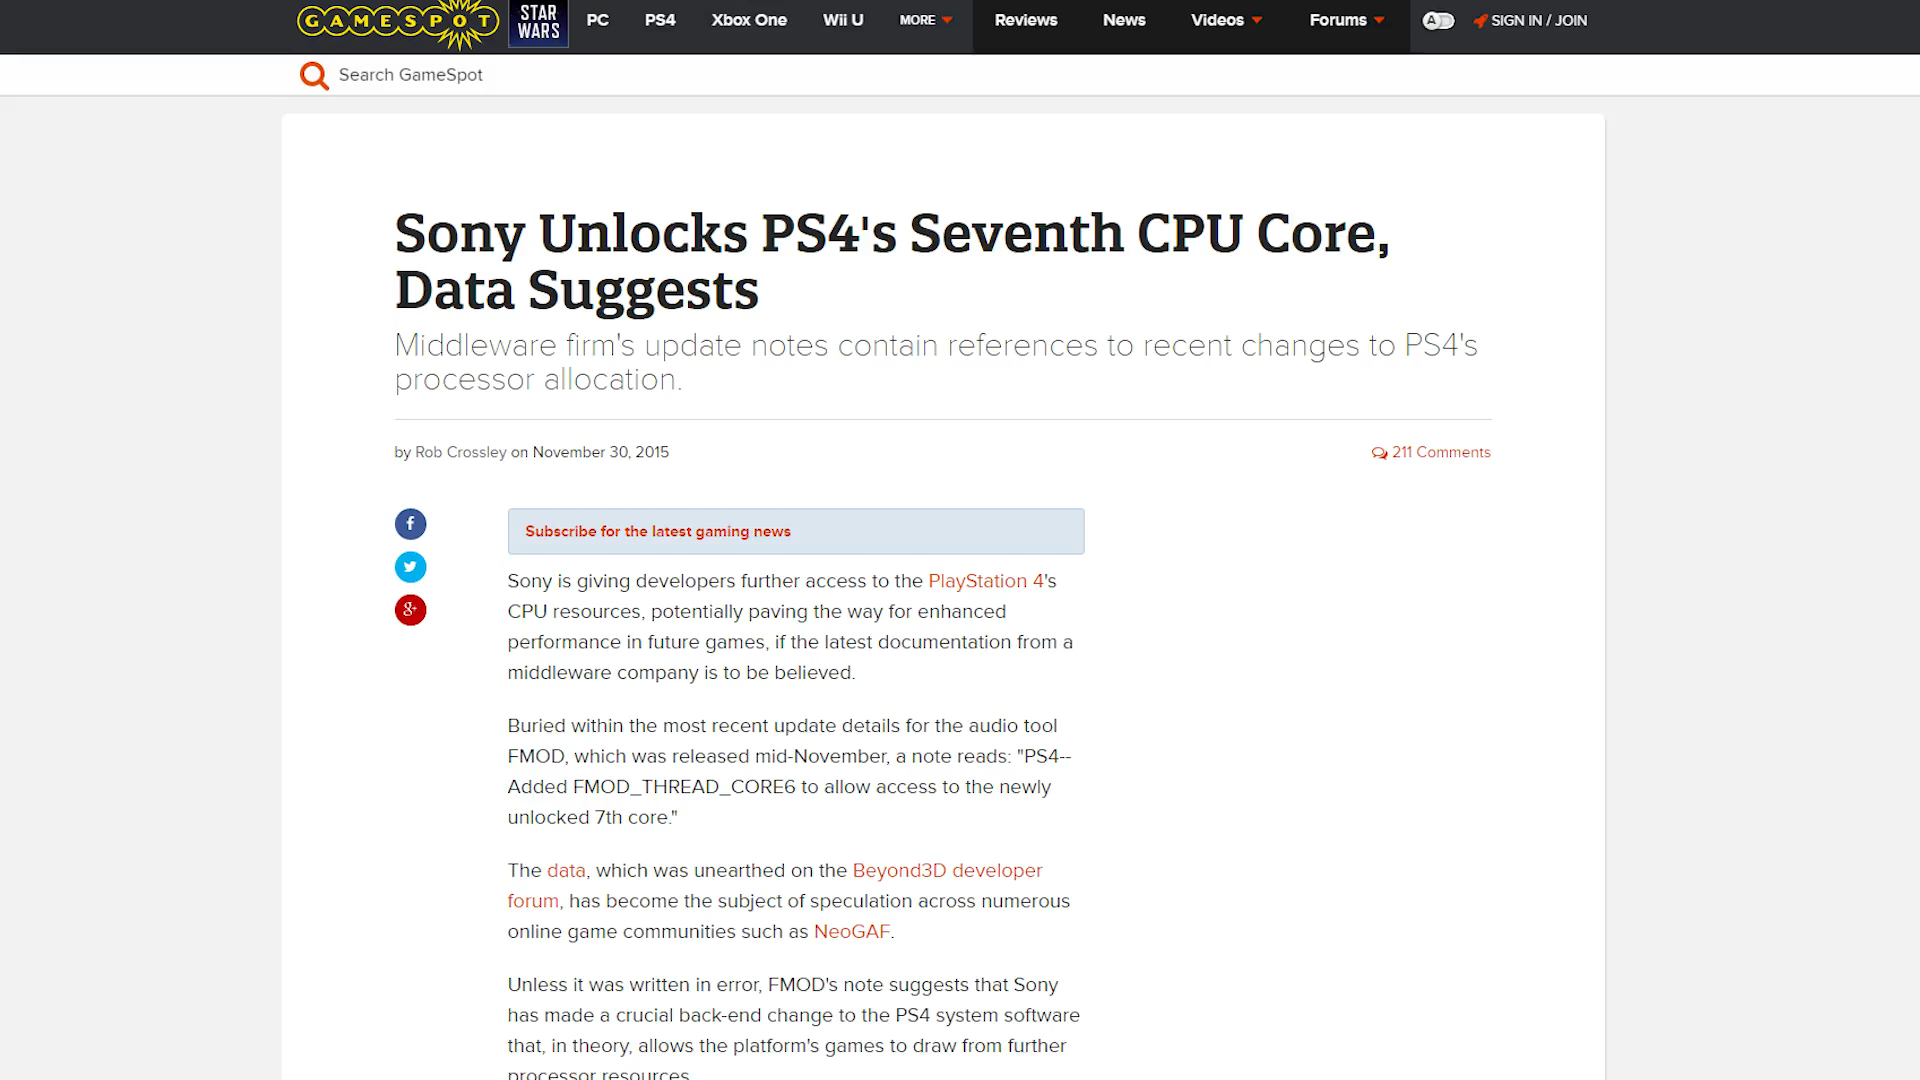 GAMESPOT
STAR
WARS
PC
PS4
Xbox One
Wii U
MORE
Reviews
News
Videos
Forums
A
SIGN IN / JOIN
Search GameSpot
Sony Unlocks PS4's Seventh CPU Core,
Data Suggests
Middleware firm's update notes contain references to recent changes to PS4's
processor allocation.
by Rob Crossley on November 30, 2015
211 Comments
f
g+
Subscribe for the latest gaming news
Sony is giving developers further access to the PlayStation 4's
CPU resources, potentially paving the way for enhanced
performance in future games, if the latest documentation from a
middleware company is to be believed.
Buried within the most recent update details for the audio tool
FMOD, which was released mid-November, a note reads: "PS4--
Added FMOD_THREAD_CORE6 to allow access to the newly
unlocked 7th core."
The data, which was unearthed on the Beyond3D developer
forum, has become the subject of speculation across numerous
online game communities such as NeoGAF.
Unless it was written in error, FMOD's note suggests that Sony
has made a crucial back-end change to the PS4 system software
that, in theory, allows the platform's games to draw from further
processor resources.